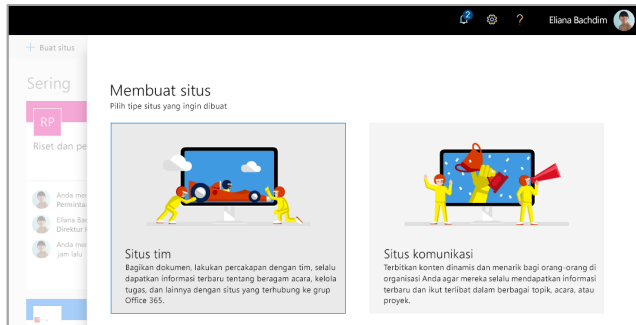 2
?
Eliana Bachdim
+ Buat situs
Sering
RP
Riset dan pe
Anda me
Permintaa
Eliana Bac
Direktur
Anda me
jam lalu
Membuat situs
Pilih tipe situs yang ingin dibuat
Situs tim
Bagikan dokumen, lakukan percakapan dengan tim, selalu
dapatkan informasi terbaru tentang beragam acara, kelola
tugas, dan lainnya dengan situs yang terhubung ke grup
Office 365.
Situs komunikasi
Terbitkan konten dinamis dan menarik bagi orang-orang di
organisasi Anda agar mereka selalu mendapatkan informasi
terbaru dan ikut terlibat dalam berbagai topik, acara, atau
proyek.